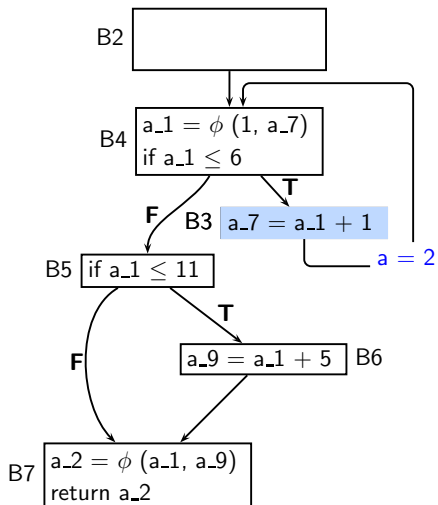 B2
B4
a_1 = ϕ (1, a_7)
if a_1 ≤ 6
F
T
B3
a_7 = a_1 + 1
a = 2
B5
if a_1 ≤ 11
F
T
a_9 = a_1 + 5
B6
B7
a_2 = ϕ (a_1, a_9)
return a_2